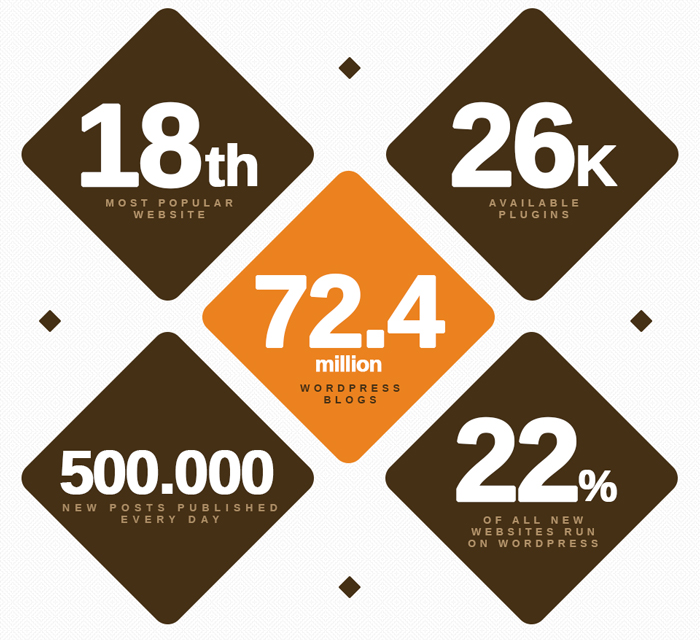 18th
MOST POPULAR
WEBSITE
26K
AVAILABLE
PLUGINS
72.4
million
WORDPRESS
BLOGS
500.000
NEW POSTS PUBLISHED
EVERY DAY
22%
OF ALL NEW
WEBSITES RUN
ON WORDPRESS